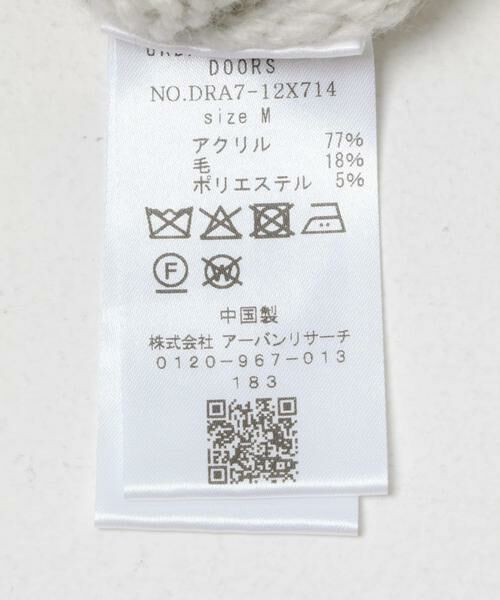 DOORS
NO.DRA7-12X714
size M
アクリル 77%
毛 18%
ポリエステル 5%
F
W
中国製
株式会社 アーバンリサーチ
0120-967-013
183